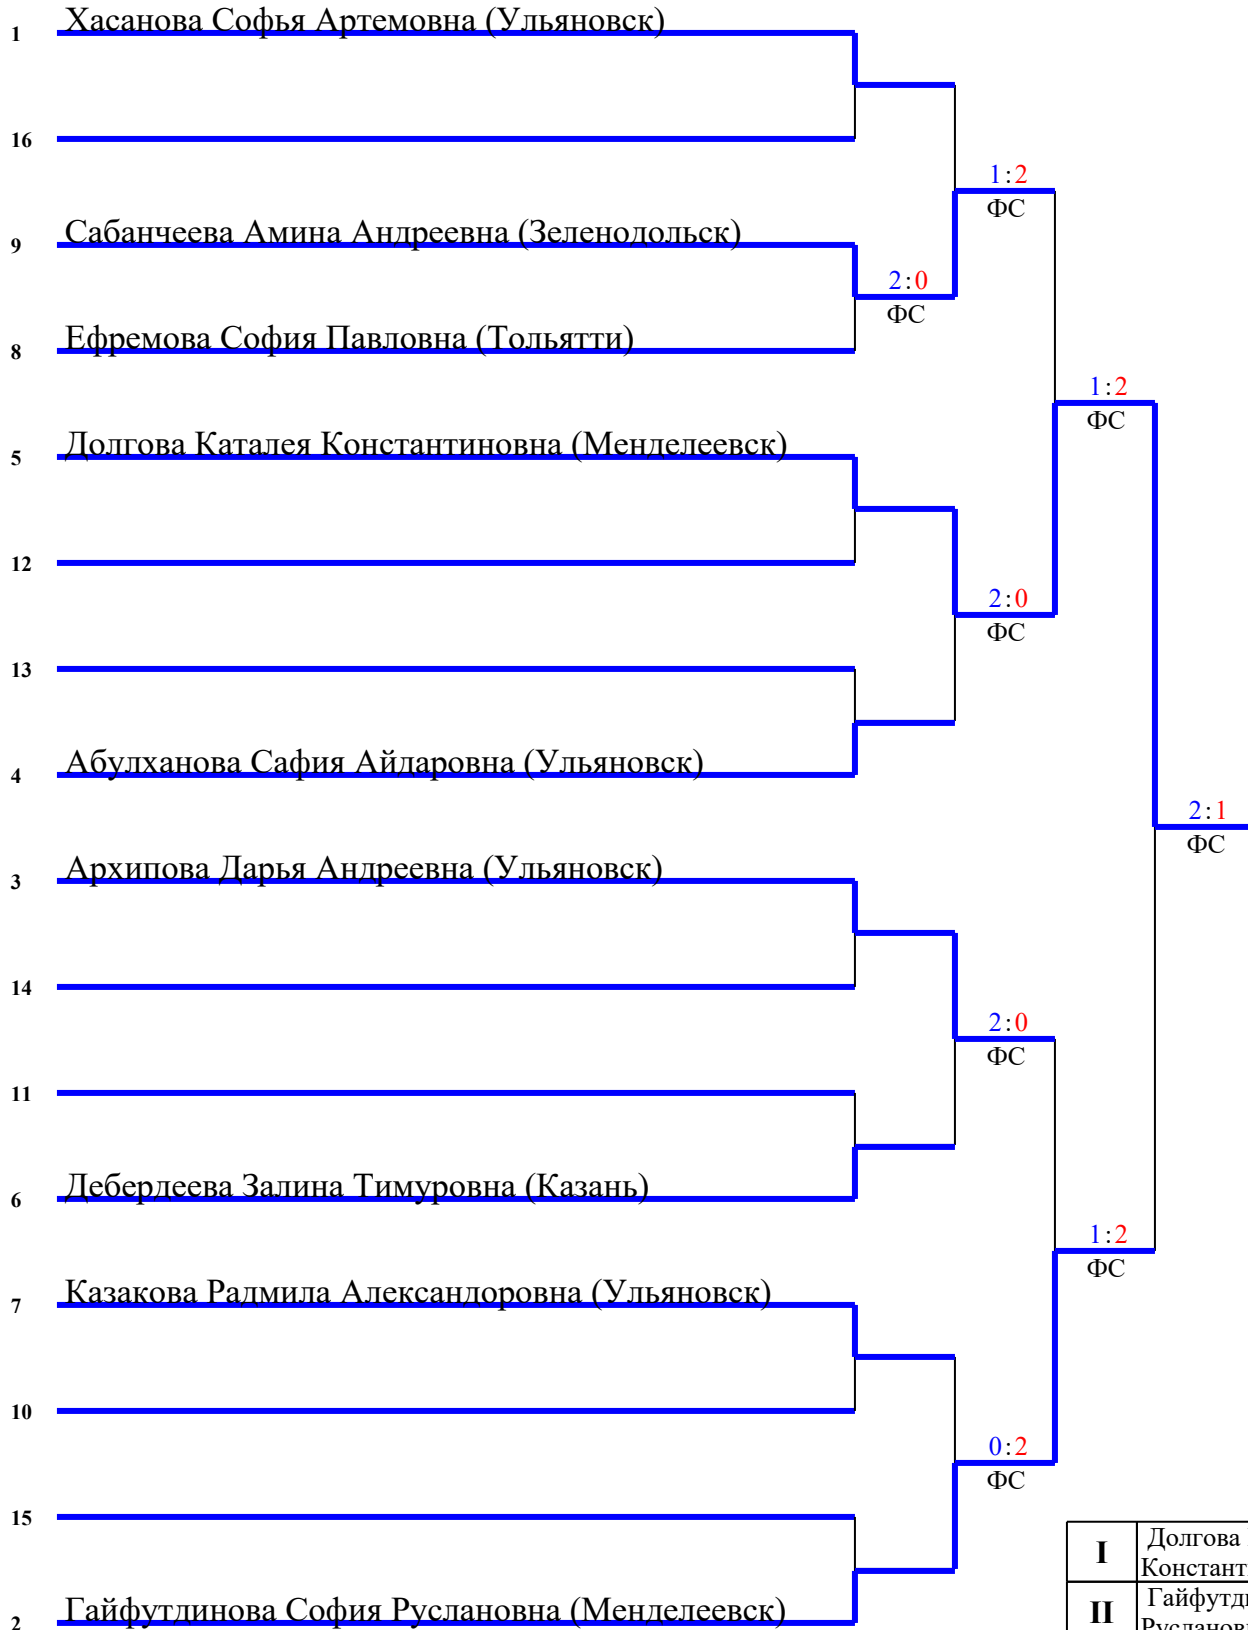 1 Хасанова Софья Артемовна (Ульяновск)
16
1:2
ФС
9 Сабанчеева Амина Андреевна (Зеленодольск)
2:0
ФС
8 Ефремова София Павловна (Тольятти)
1:2
ФС
5 Долгова Каталея Константиновна (Менделеевск)
12
2:0
ФС
13
4 Абулханова Сафия Айдаровна (Ульяновск)
2:1
ФС
3 Архипова Дарья Андреевна (Ульяновск)
14
2:0
ФС
11
6 Дебердеева Залина Тимуровна (Казань)
1:2
ФС
7 Казакова Радмила Александоровна (Ульяновск)
10
0:2
ФС
15
I Долгова
Констант
2 Гайфутдинова София Руслановна (Менделеевск)
II Гайфутд
Руслано